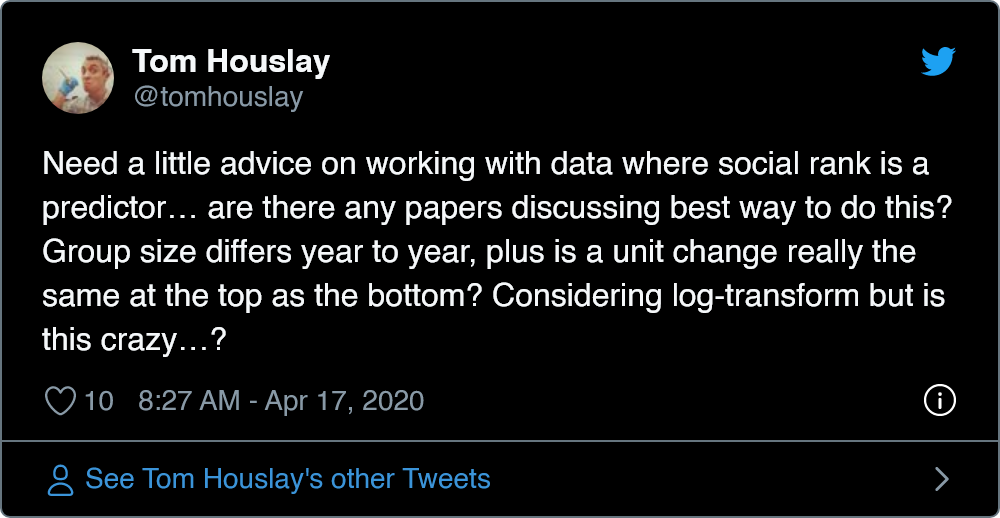 Tom Houslay
@tomhouslay
Need a little advice on working with data where social rank is a
predictor… are there any papers discussing best way to do this?
Group size differs year to year, plus is a unit change really the
same at the top as the bottom? Considering log-transform but is
this crazy…?
10 8:27 AM - Apr 17, 2020
See Tom Houslay's other Tweets